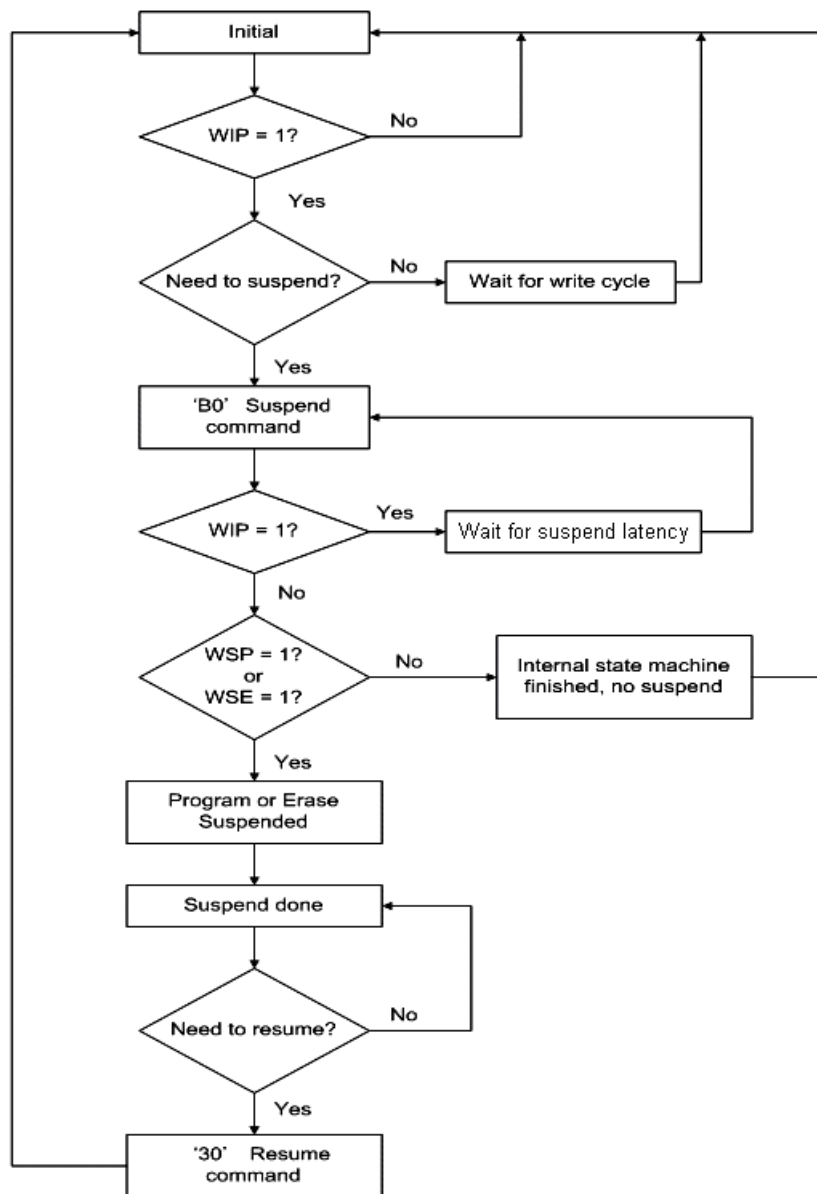 Initial
WIP = 1?
No
Yes
Need to suspend?
No
Wait for write cycle
Yes
‘B0’ Suspend
command
WIP = 1?
Yes
Wait for suspend latency
No
WSP = 1?
or
WSE = 1?
No
Internal state machine
finished, no suspend
Yes
Program or Erase
Suspended
Suspend done
Need to resume?
No
Yes
‘30’ Resume
command